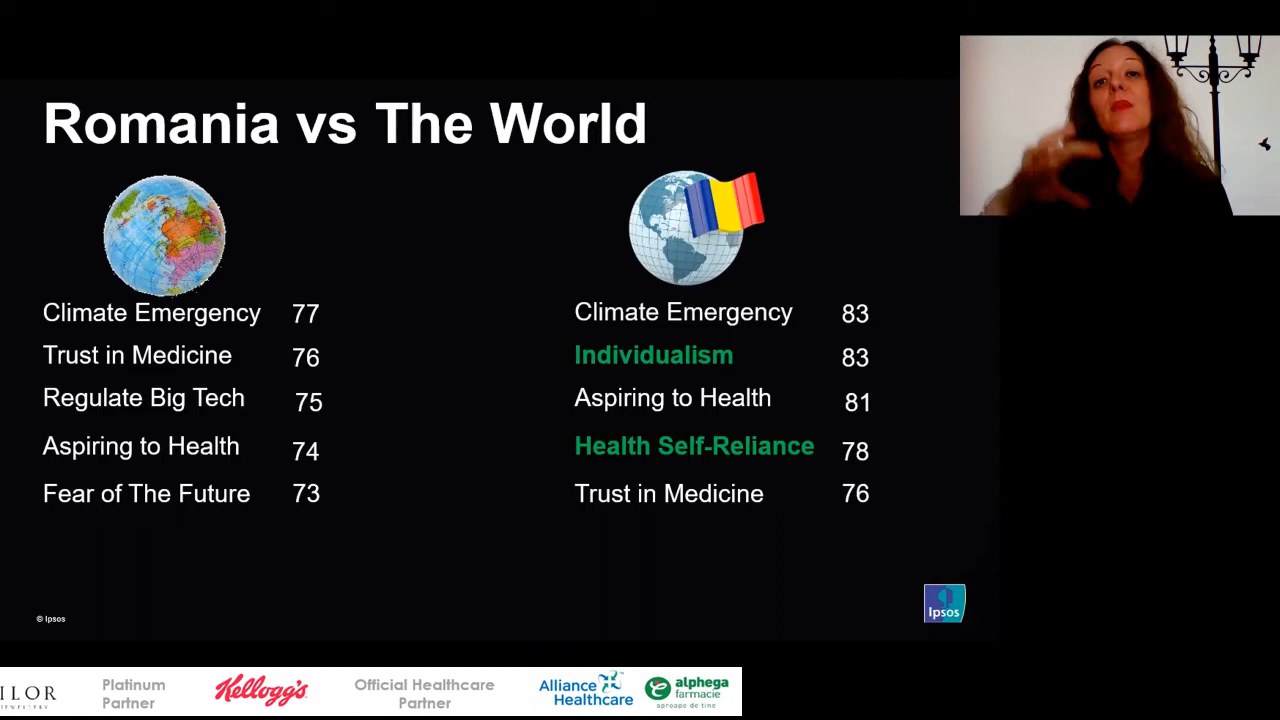 Romania vs The World
Climate Emergency 77
Trust in Medicine 76
Regulate Big Tech 75
Aspiring to Health 74
Fear of The Future 73
Climate Emergency 83
Individualism 83
Aspiring to Health 81
Health Self-Reliance 78
Trust in Medicine 76
© Ipsos
Ipsos
ILOR
Platinum
Partner
Kellogg's
Official Healthcare
Partner
Alliance
Healthcare
alphega
farmacie
aproape de tine